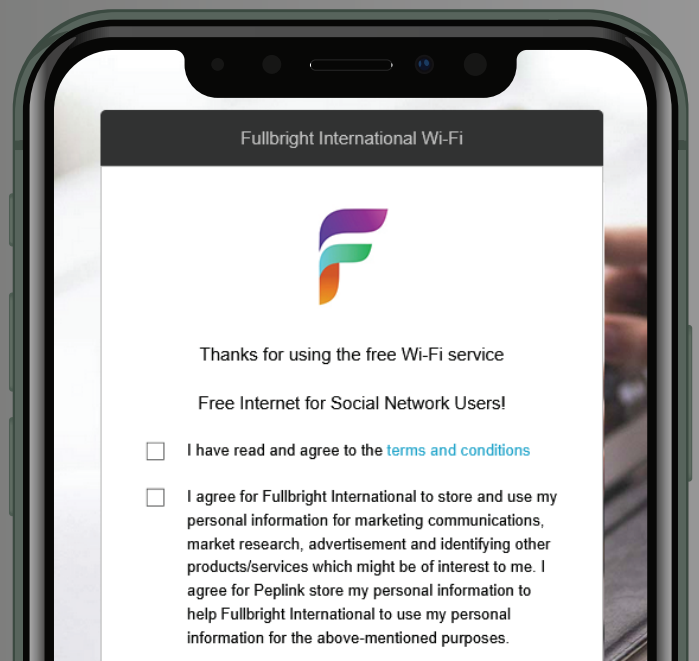 Fullbright International Wi-Fi
Thanks for using the free Wi-Fi service
Free Internet for Social Network Users!
I have read and agree to the terms and conditions
I agree for Fullbright International to store and use my
personal information for marketing communications,
market research, advertisement and identifying other
products/services which might be of interest to me. I
agree for Peplink store my personal information to
help Fullbright International to use my personal
information for the above-mentioned purposes.